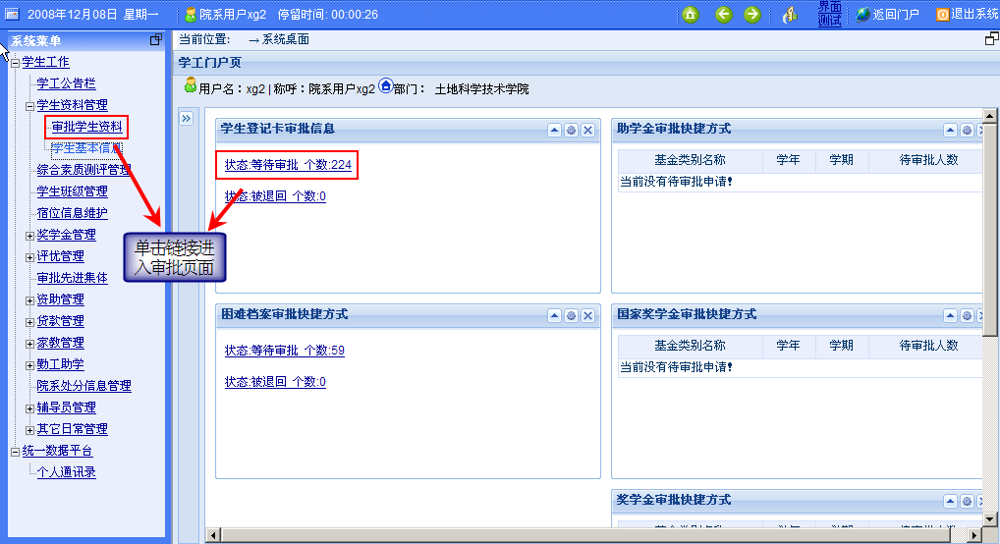 2008年12月08日 星期一
院系用户xg2 停留时间: 00:00:26
界面测试
返回门户
退出系统
系统菜单
学生工作
学工公告栏
学生资料管理
审批学生资料
学生基本信息
综合素质测评管理
学生班级管理
宿位信息维护
奖学金管理
评优管理
审批先进集体
资助管理
贷款管理
家教管理
勤工助学
院系处分信息管理
辅导员管理
其它日常管理
统一数据平台
个人通讯录
单击链接进
入审批页面
当前位置: →系统桌面
学工门户页
用户名：xg2 | 称呼：院系用户xg2 部门： 土地科学技术学院
学生登记卡审批信息
状态:等待审批 个数:224
状态:被退回 个数:0
助学金审批快捷方式
基金类别名称 学年 学期 待审批人数
当前没有待审批申请!
困难档案审批快捷方式
状态:等待审批 个数:59
状态:被退回 个数:0
国家奖学金审批快捷方式
基金类别名称 学年 学期 待审批人数
当前没有待审批申请!
奖学金审批快捷方式